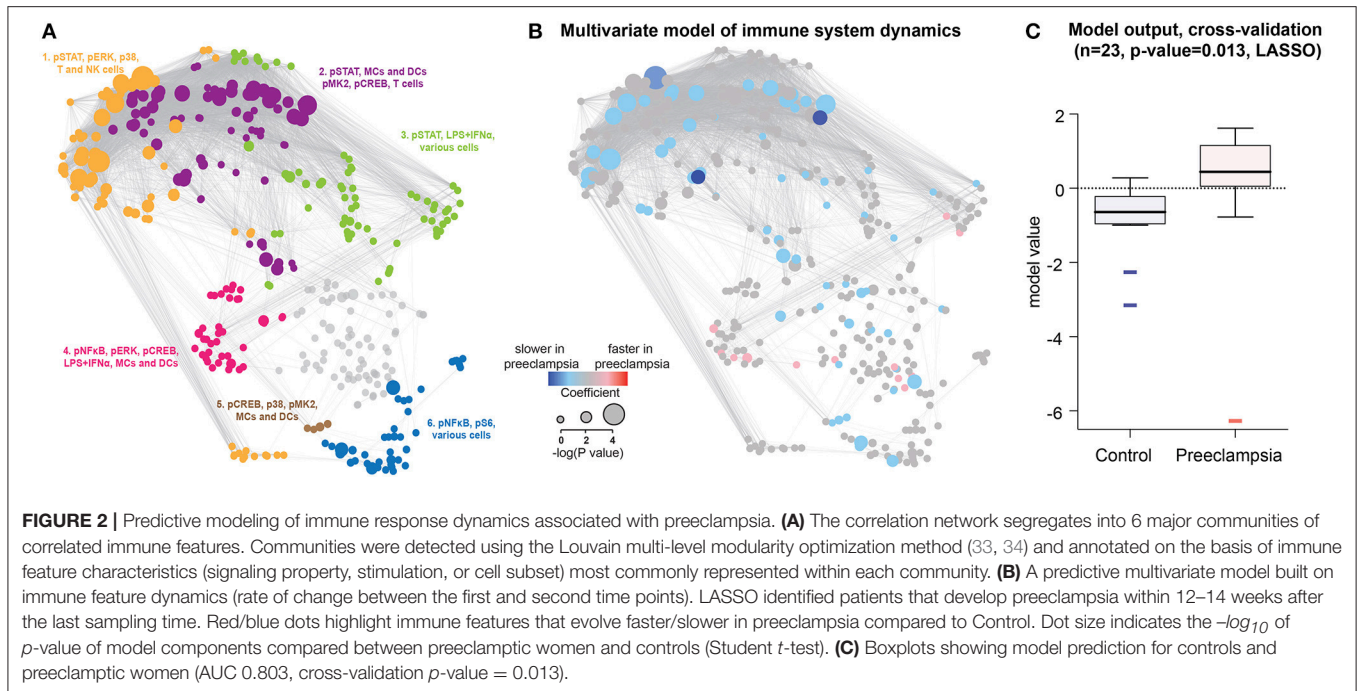 A
1. pSTAT, pERK, p38,
T and NK cells
2. pSTAT, MCs and DCs
pMK2, pCREB, T cells
3. pSTAT, LPS+IFNα,
various cells
4. pNFκB, pERK, pCREB,
LPS+IFNα, MCs and DCs
5. pCREB, p38, pMK2,
MCs and DCs
6. pNFκB, pS6,
various cells
B Multivariate model of immune system dynamics
slower in preeclampsia
faster in preeclampsia
Coefficient
0 2 4
-log(P value)
C Model output, cross-validation
(n=23, p-value=0.013, LASSO)
model value
2
0
-2
-4
-6
Control Preeclampsia
FIGURE 2 | Predictive modeling of immune response dynamics associated with preeclampsia. (A) The correlation network segregates into 6 major communities of
correlated immune features. Communities were detected using the Louvain multi-level modularity optimization method (33, 34) and annotated on the basis of immune
feature characteristics (signaling property, stimulation, or cell subset) most commonly represented within each community. (B) A predictive multivariate model built on
immune feature dynamics (rate of change between the first and second time points). LASSO identified patients that develop preeclampsia within 12–14 weeks after
the last sampling time. Red/blue dots highlight immune features that evolve faster/slower in preeclampsia compared to Control. Dot size indicates the –log10 of
p-value of model components compared between preeclamptic women and controls (Student t-test). (C) Boxplots showing model prediction for controls and
preeclamptic women (AUC 0.803, cross-validation p-value = 0.013).